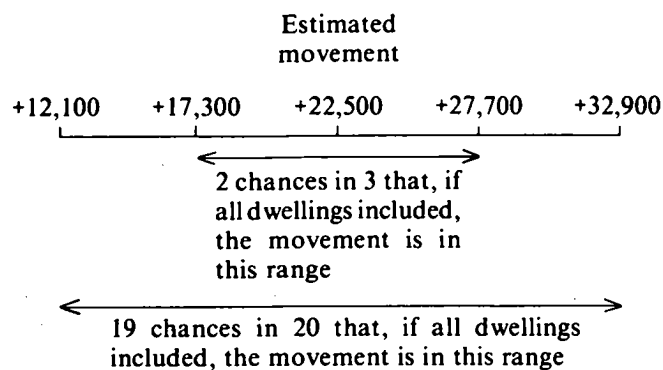 Estimated
movement
+12,100 +17,300 +22,500 +27,700 +32,900
2 chances in 3 that, if
all dwellings included,
the movement is in
this range
19 chances in 20 that, if all dwellings
included, the movement is in this range